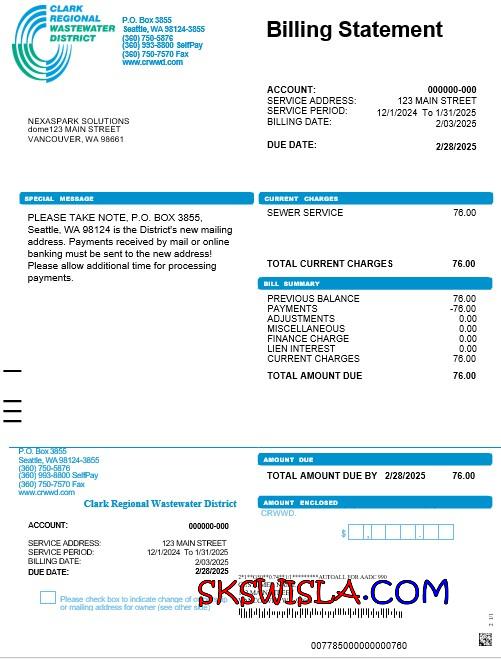 CLARK
REGIONAL
WASTEWATER
DISTRICT
P.O. Box 3855
Seattle, WA 98124-3855
(360) 750-5876
(360) 993-8800 SelfPay
(360) 750-7570 Fax
www.crwwd.com
Billing Statement
ACCOUNT: 000000-000
SERVICE ADDRESS: 123 MAIN STREET
SERVICE PERIOD: 12/1/2024 To 1/31/2025
BILLING DATE: 2/03/2025
DUE DATE: 2/28/2025
NEXASPARK SOLUTIONS
dome123 MAIN STREET
VANCOUVER, WA 98661
SPECIAL MESSAGE
PLEASE TAKE NOTE, P.O. BOX 3855,
Seattle, WA 98124 is the District's new mailing
address. Payments received by mail or online
banking must be sent to the new address!
Please allow additional time for processing
payments.
CURRENT CHARGES
SEWER SERVICE 76.00
TOTAL CURRENT CHARGES 76.00
BILL SUMMARY
PREVIOUS BALANCE 76.00
PAYMENTS -76.00
ADJUSTMENTS 0.00
MISCELLANEOUS 0.00
FINANCE CHARGE 0.00
LIEN INTEREST 0.00
CURRENT CHARGES 76.00
TOTAL AMOUNT DUE 76.00
P.O. Box 3855
Seattle, WA 98124-3855
(360) 750-5876
(360) 993-8800 SelfPay
(360) 750-7570 Fax
www.crwwd.com
Clark Regional Wastewater District
ACCOUNT: 000000-000
SERVICE ADDRESS: 123 MAIN STREET
SERVICE PERIOD: 12/1/2024 To 1/31/2025
BILLING DATE: 2/03/2025
DUE DATE: 2/28/2025
Please check box to indicate change of
or mailing address for owner (see other side)
AMOUNT DUE
TOTAL AMOUNT DUE BY 2/28/2025 76.00
AMOUNT ENCLOSED
CRWWD.
$
AUTOALL FOR AADC 990
SKSWISLA.COM
007785000000000760
2 1/1